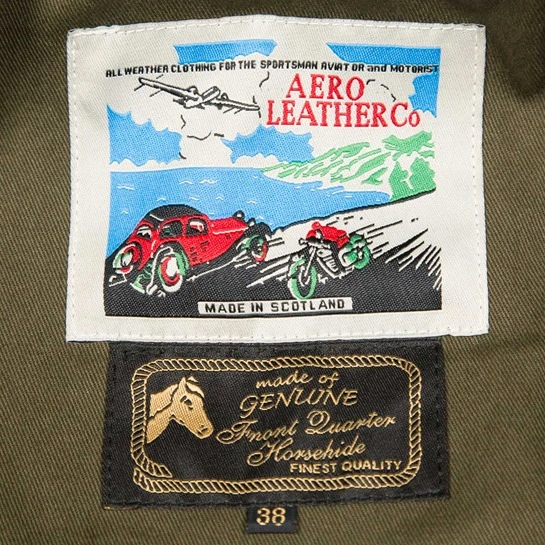 ALL WEATHER CLOTHING FOR THE SPORTSMAN AVIATOR and MOTORIST
AERO
LEATHER Co
MADE IN SCOTLAND
made of
GENUINE
Front Quarter
Horsehide
FINEST QUALITY
38